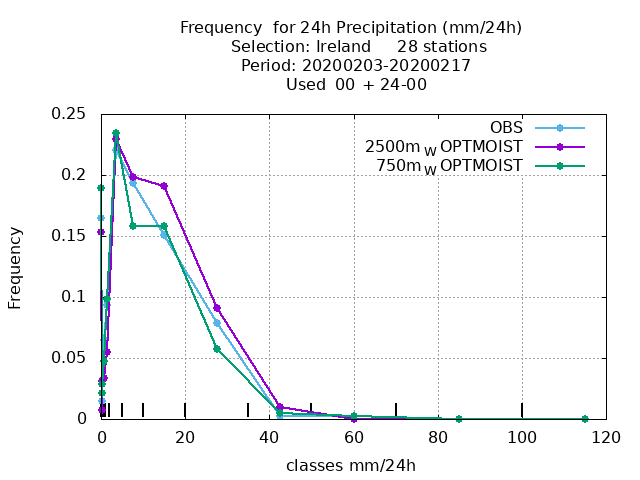 Frequency for 24h Precipitation (mm/24h)
Selection: Ireland 28 stations
Period: 20200203-20200217
Used 00 + 24-00
OBS
2500m W OPTMOIST
750m W OPTMOIST
0.25
0.2
0.15
0.1
0.05
0
Frequency
0 20 40 60 80 100 120
classes mm/24h